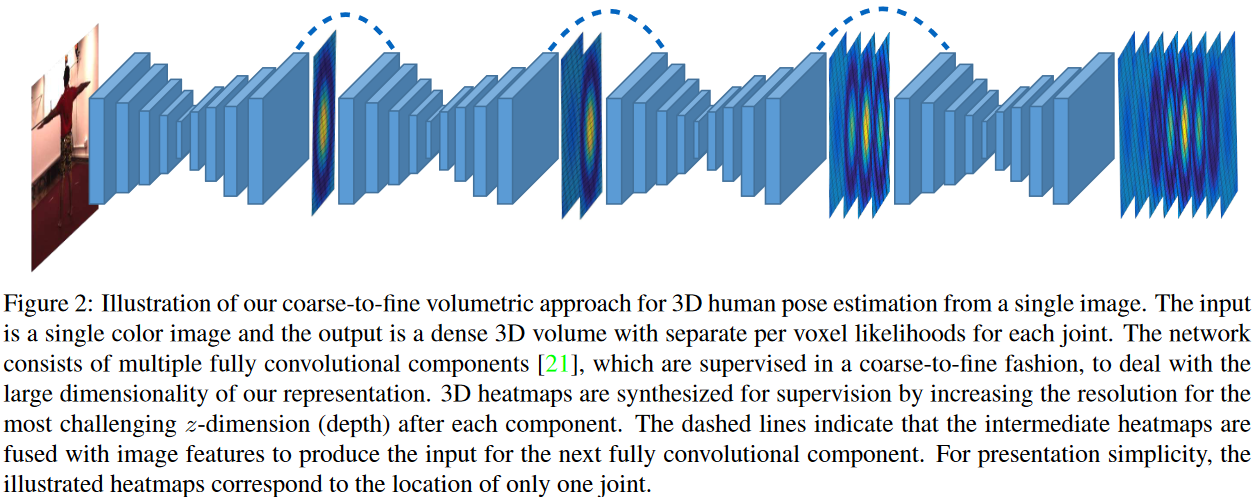 Figure 2: Illustration of our coarse-to-fine volumetric approach for 3D human pose estimation from a single image. The input
is a single color image and the output is a dense 3D volume with separate per voxel likelihoods for each joint. The network
consists of multiple fully convolutional components [21], which are supervised in a coarse-to-fine fashion, to deal with the
large dimensionality of our representation. 3D heatmaps are synthesized for supervision by increasing the resolution for the
most challenging z-dimension (depth) after each component. The dashed lines indicate that the intermediate heatmaps are
fused with image features to produce the input for the next fully convolutional component. For presentation simplicity, the
illustrated heatmaps correspond to the location of only one joint.